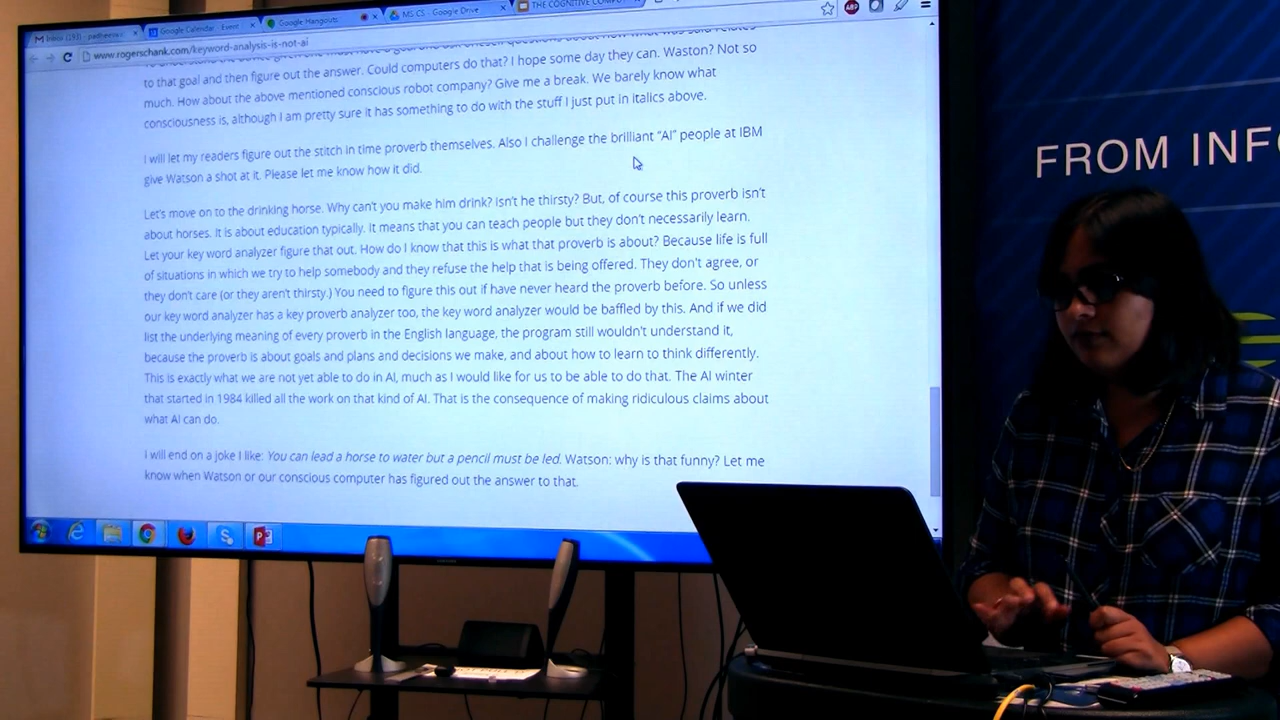 Inbox (193) - padheenw
Google Calendar - Event
Google Hangouts
MS CS - Google Drive
THE COGNITIVE COMPU
ABP
www.rogerschank.com/keyword-analysis-is-not-ai
to that goal and then figure out the answer. Could computers do that? I hope some day they can. Waston? Not so
much. How about the above mentioned conscious robot company? Give me a break. We barely know what
consciousness is, although I am pretty sure it has something to do with the stuff I just put in italics above.
I will let my readers figure out the stitch in time proverb themselves. Also I challenge the brilliant “AI” people at IBM
give Watson a shot at it. Please let me know how it did.
Let’s move on to the drinking horse. Why can’t you make him drink? Isn’t he thirsty? But, of course this proverb isn’t
about horses. It is about education typically. It means that you can teach people but they don’t necessarily learn.
Let your key word analyzer figure that out. How do I know that this is what that proverb is about? Because life is full
of situations in which we try to help somebody and they refuse the help that is being offered. They don't agree, or
they don’t care (or they aren’t thirsty.) You need to figure this out if have never heard the proverb before. So unless
our key word analyzer has a key proverb analyzer too, the key word analyzer would be baffled by this. And if we did
list the underlying meaning of every proverb in the English language, the program still wouldn’t understand it,
because the proverb is about goals and plans and decisions we make, and about how to learn to think differently.
This is exactly what we are not yet able to do in AI, much as I would like for us to be able to do that. The AI winter
that started in 1984 killed all the work on that kind of AI. That is the consequence of making ridiculous claims about
what AI can do.
I will end on a joke I like: You can lead a horse to water but a pencil must be led. Watson: why is that funny? Let me
know when Watson or our conscious computer has figured out the answer to that.
FROM INF